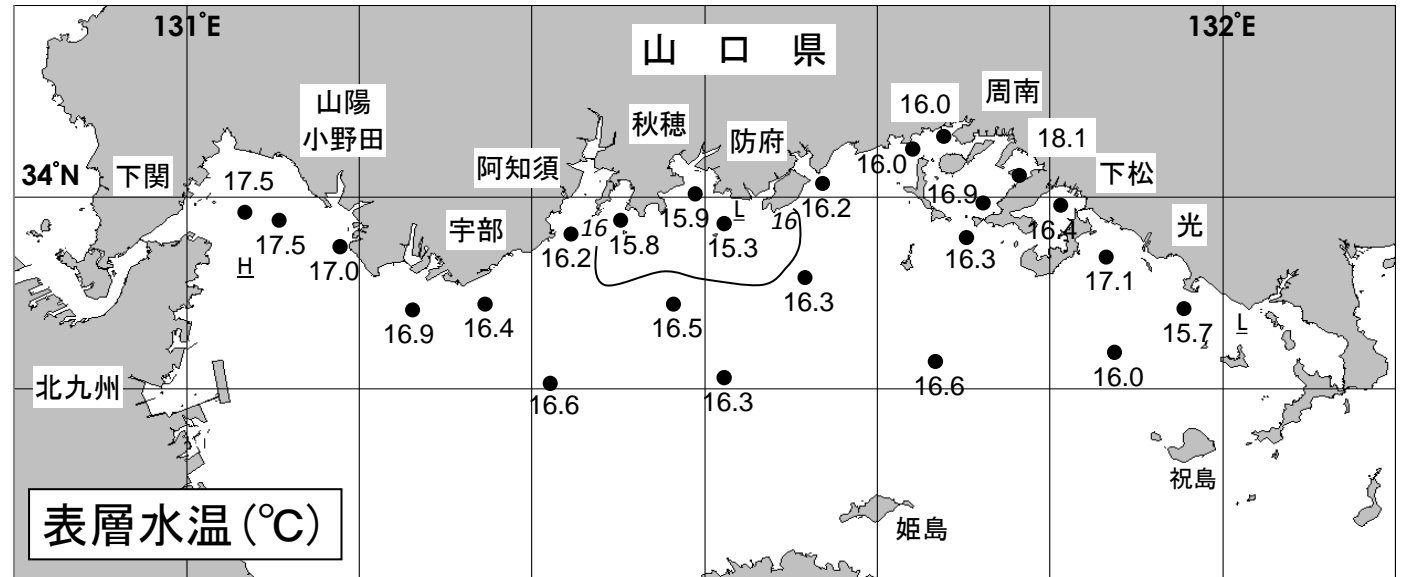 131°E
132°E
山 口 県
山陽
小野田
秋穂
防府
16.0
周南
18.1
下松
34°N
下関
阿知須
16.0
17.5
宇部
15.9
L
16
16.2
16.9
16.4
光
17.5
17.0
16.2
16
15.8
15.3
16.3
17.1
H
16.9
16.4
16.5
16.3
15.7
L
北九州
16.6
16.3
16.6
16.0
祝島
姫島
表層水温(℃)